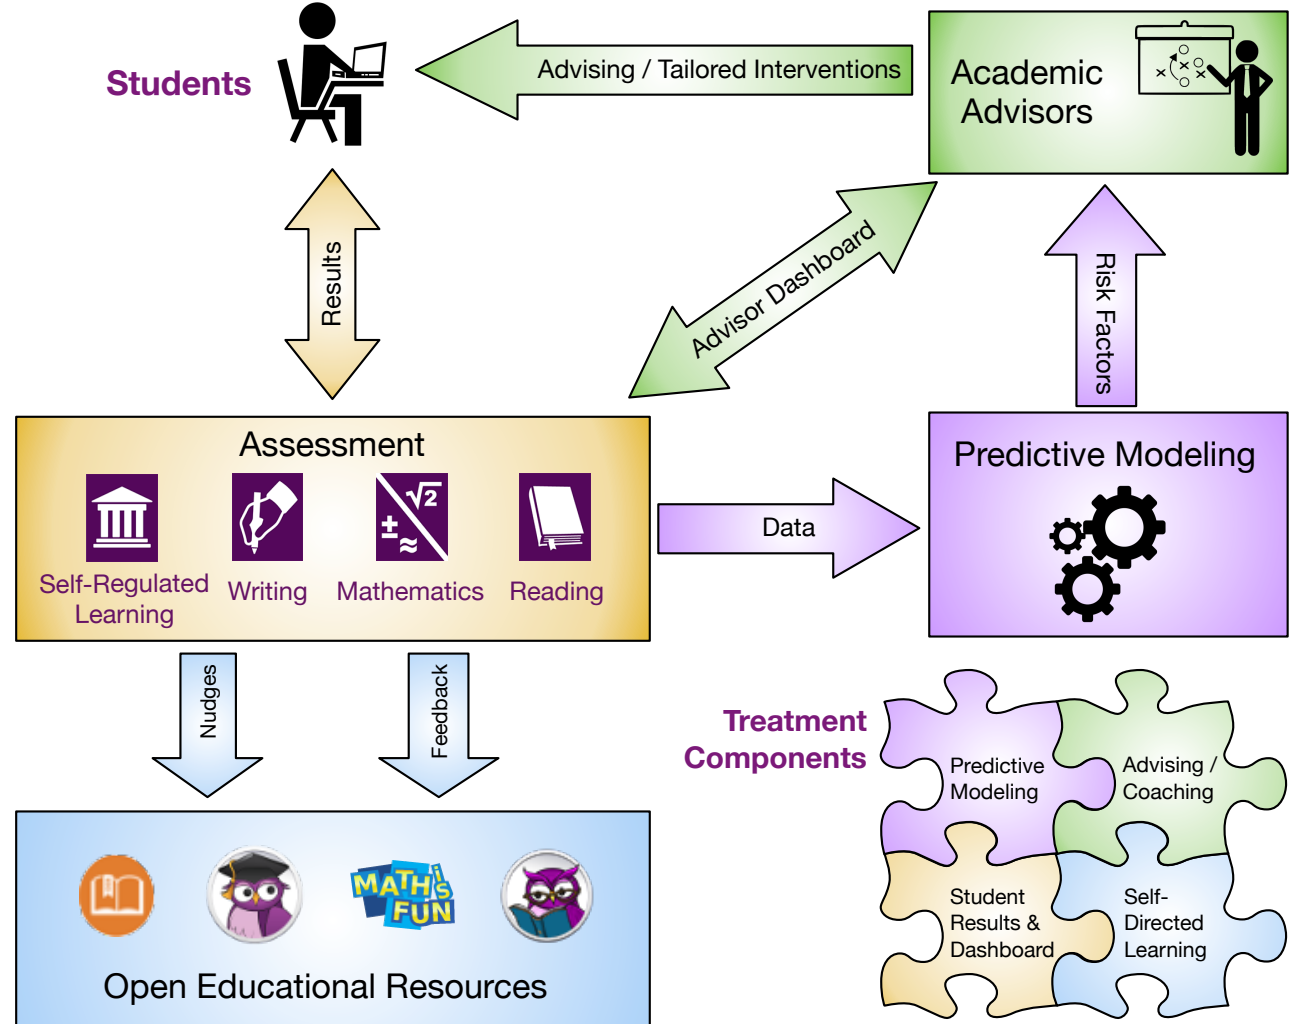 Students
Advising / Tailored Interventions
Academic
Advisors
Results
Advisor Dashboard
Risk Factors
Assessment
√2
±
≈
Self-Regulated
Learning
Writing
Mathematics
Reading
Data
Predictive Modeling
Nudges
Feedback
MATH iS
FUN
Open Educational Resources
Treatment
Components
Predictive
Modeling
Advising /
Coaching
Student
Results &
Dashboard
Self-
Directed
Learning